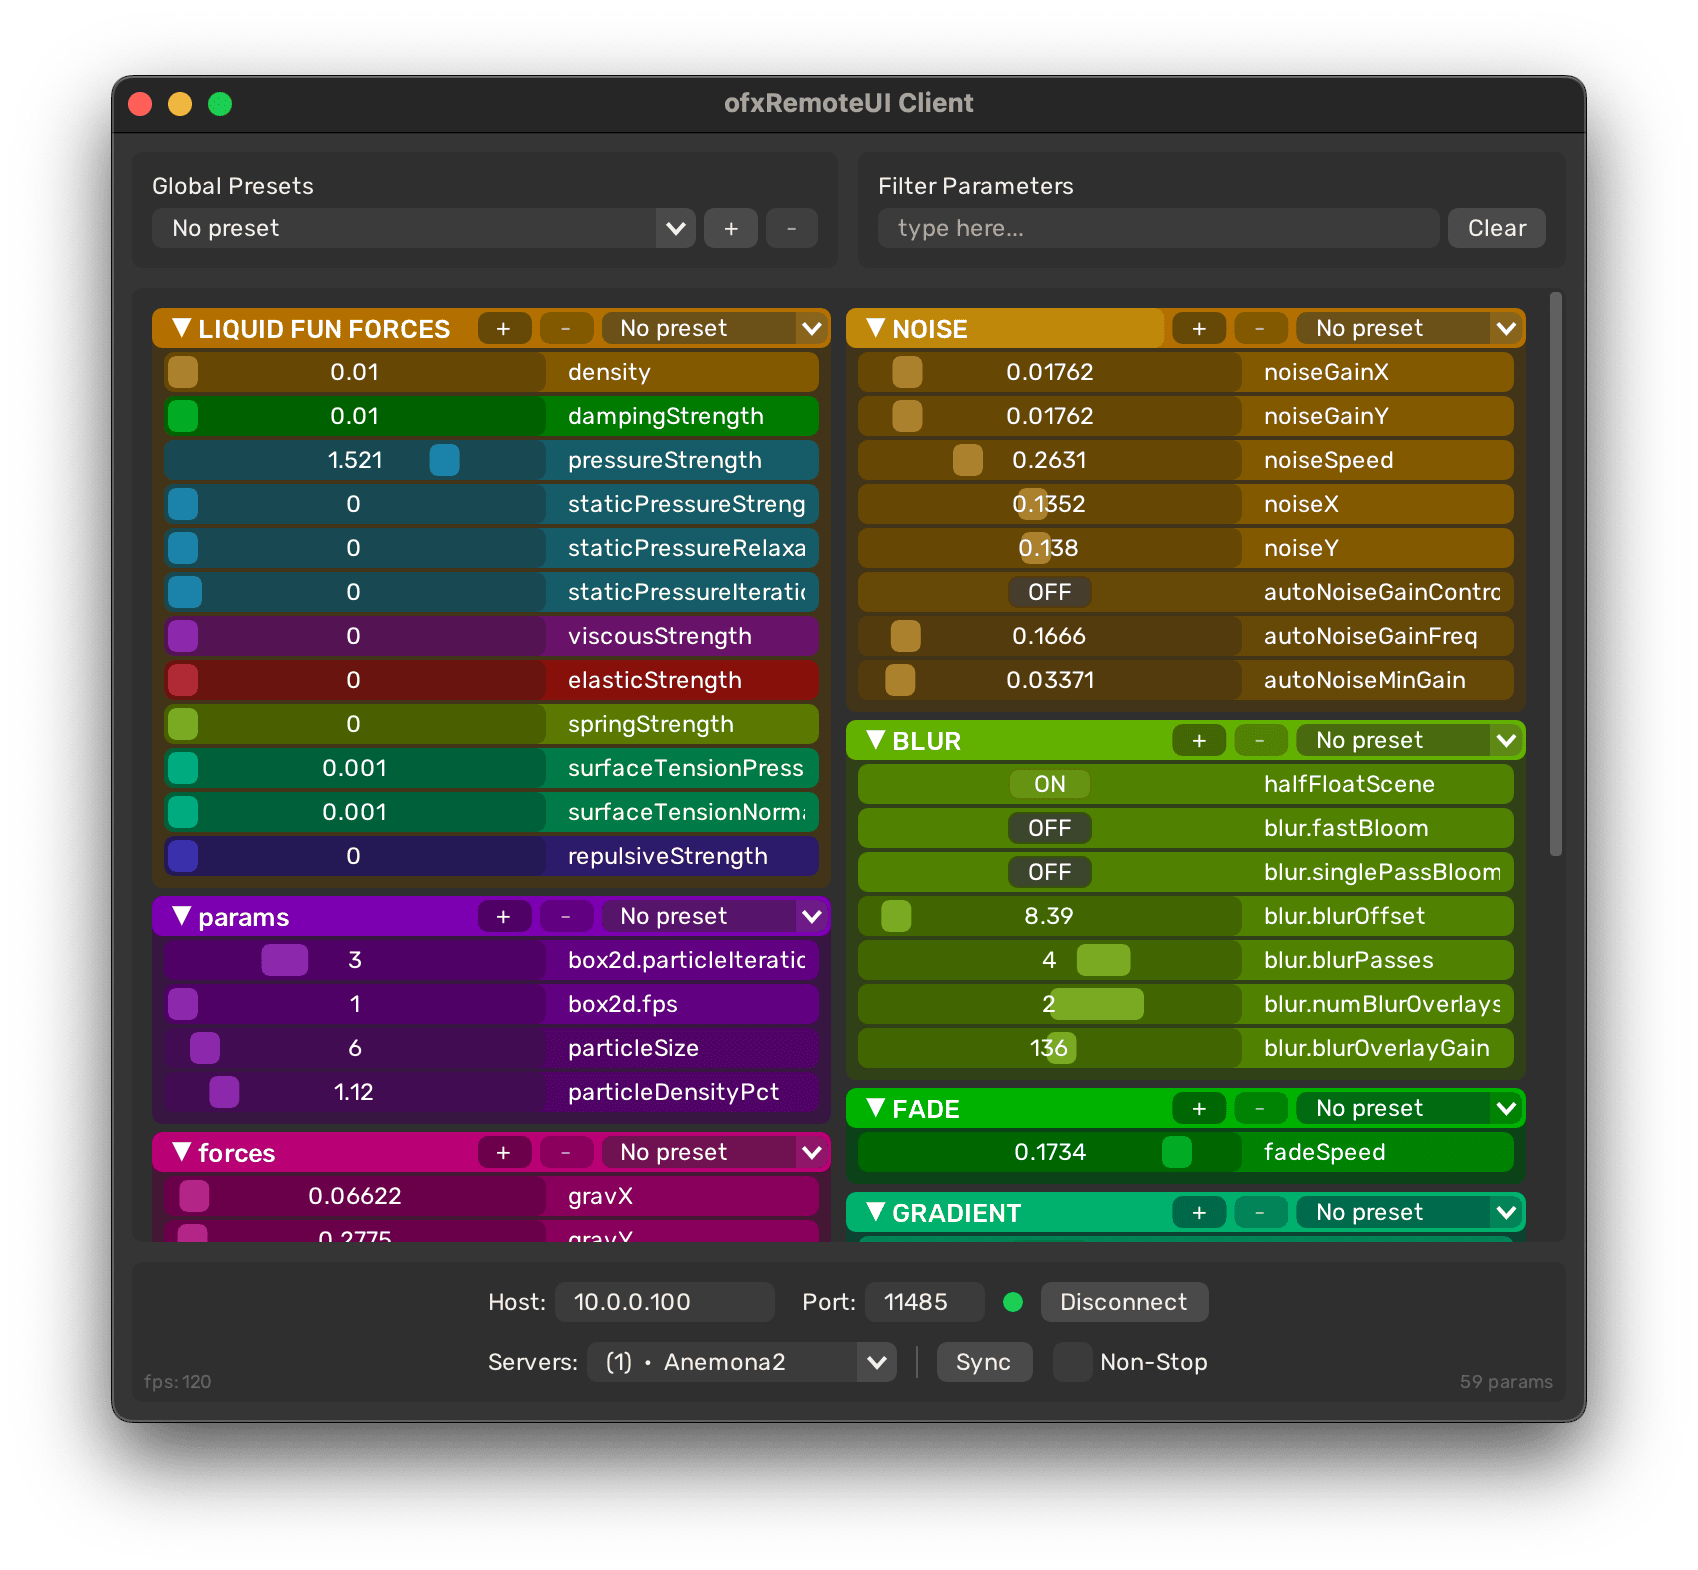 ofxRemoteUI Client
Global Presets
No preset
+
-
Filter Parameters
type here...
Clear
LIQUID FUN FORCES + - No preset
0.01 density
0.01 dampingStrength
1.521 pressureStrength
0 staticPressureStreng
0 staticPressureRelaxa
0 staticPressureIteratic
0 viscousStrength
0 elasticStrength
0 springStrength
0.001 surfaceTensionPress
0.001 surfaceTensionNorma
0 repulsiveStrength
params + - No preset
3 box2d.particleIteratic
1 box2d.fps
6 particleSize
1.12 particleDensityPct
forces + - No preset
0.06622 gravX
0.2775 gravY
NOISE + - No preset
0.01762 noiseGainX
0.01762 noiseGainY
0.2631 noiseSpeed
0.1352 noiseX
0.138 noiseY
OFF autoNoiseGainContro
0.1666 autoNoiseGainFreq
0.03371 autoNoiseMinGain
BLUR + - No preset
ON halfFloatScene
OFF blur.fastBloom
OFF blur.singlePassBloom
8.39 blur.blurOffset
4 blur.blurPasses
2 blur.numBlurOverlays
136 blur.blurOverlayGain
FADE + - No preset
0.1734 fadeSpeed
GRADIENT + - No preset
Host: 10.0.0.100 Port: 11485 Disconnect
Servers: (1) • Anemona2 Sync Non-Stop
fps: 120
59 params